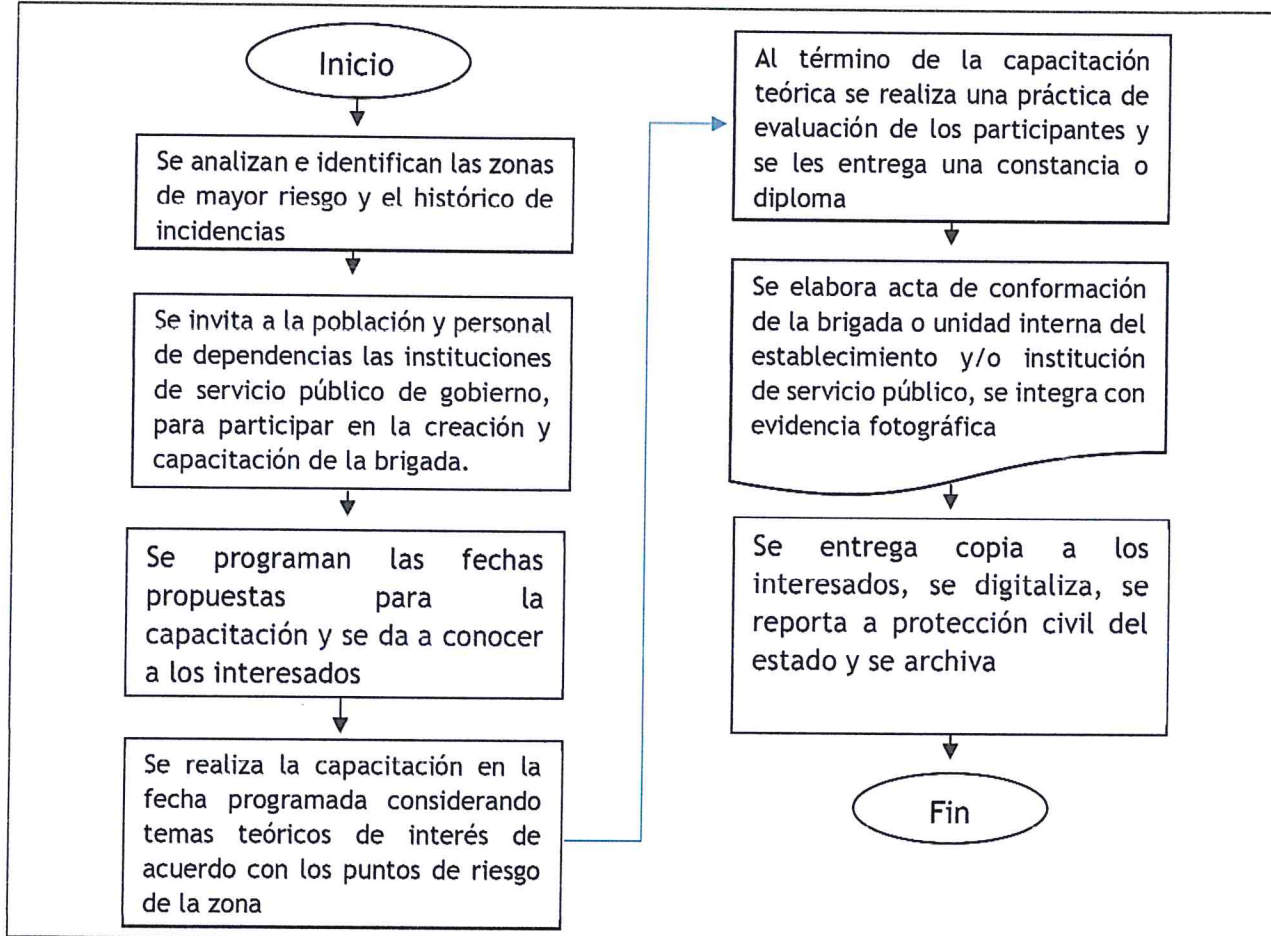 Inicio
Se analizan e identifican las zonas
de mayor riesgo y el histórico de
incidencias
Se invita a la población y personal
de dependencias las instituciones
de servicio público de gobierno,
para participar en la creación y
capacitación de la brigada.
Se programan las fechas
propuestas para la
capacitación y se da a conocer
a los interesados
Se realiza la capacitación en la
fecha programada considerando
temas teóricos de interés de
acuerdo con los puntos de riesgo
de la zona
Al término de la capacitación
teórica se realiza una práctica de
evaluación de los participantes y
se les entrega una constancia o
diploma
Se elabora acta de conformación
de la brigada o unidad interna del
establecimiento y/o institución
de servicio público, se integra con
evidencia fotográfica
Se entrega copia a los
interesados, se digitaliza, se
reporta a protección civil del
estado y se archiva
Fin